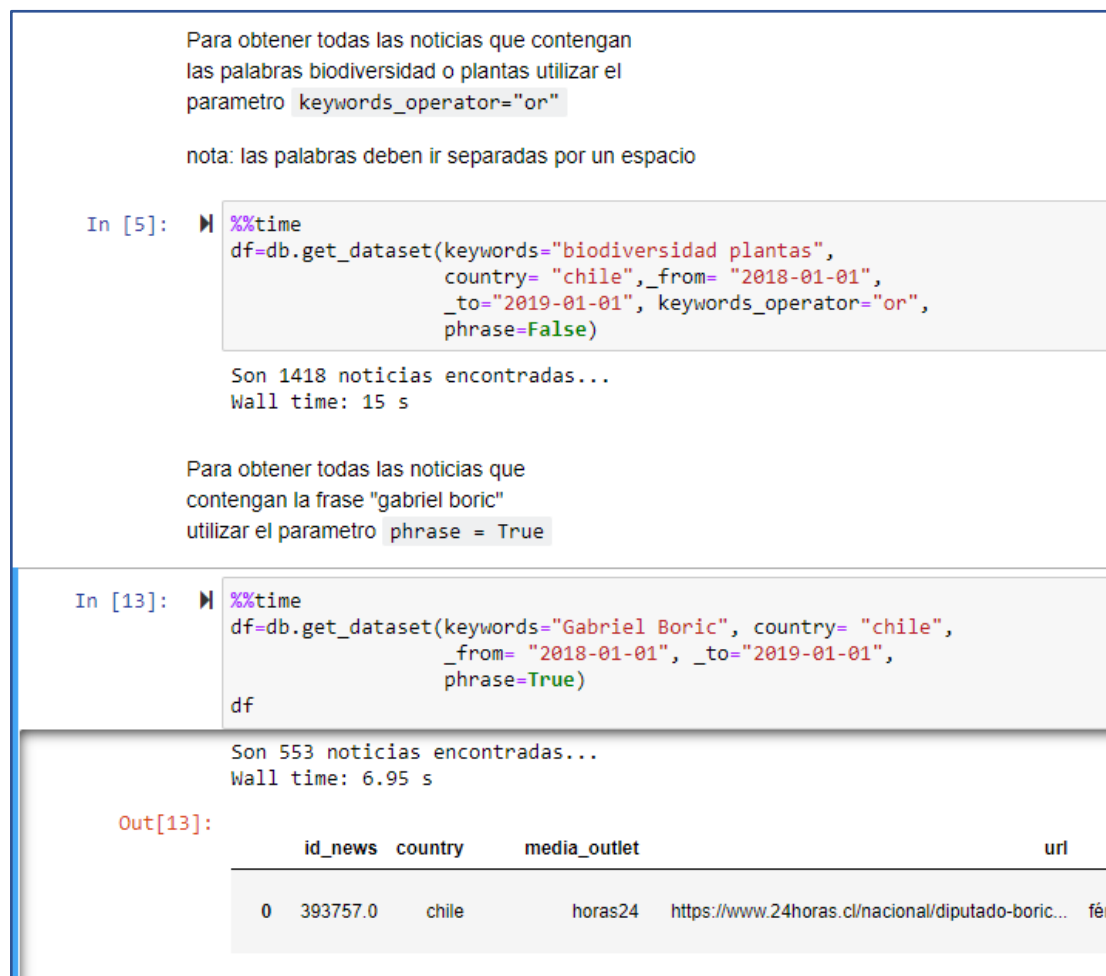 Para obtener todas las noticias que contengan
las palabras biodiversidad o plantas utilizar el
parametro keywords_operator="or"
nota: las palabras deben ir separadas por un espacio
In [5]: %%time
df=db.get_dataset(keywords="biodiversidad plantas",
country= "chile",_from= "2018-01-01",
_to="2019-01-01", keywords_operator="or",
phrase=False)
Son 1418 noticias encontradas...
Wall time: 15 s
Para obtener todas las noticias que
contengan la frase "gabriel boric"
utilizar el parametro phrase = True
In [13]: %%time
df=db.get_dataset(keywords="Gabriel Boric", country= "chile",
_from= "2018-01-01", _to="2019-01-01",
phrase=True)
df
Son 553 noticias encontradas...
Wall time: 6.95 s
Out[13]:
id_news country media_outlet url
0 393757.0 chile horas24 https://www.24horas.cl/nacional/diputado-boric...